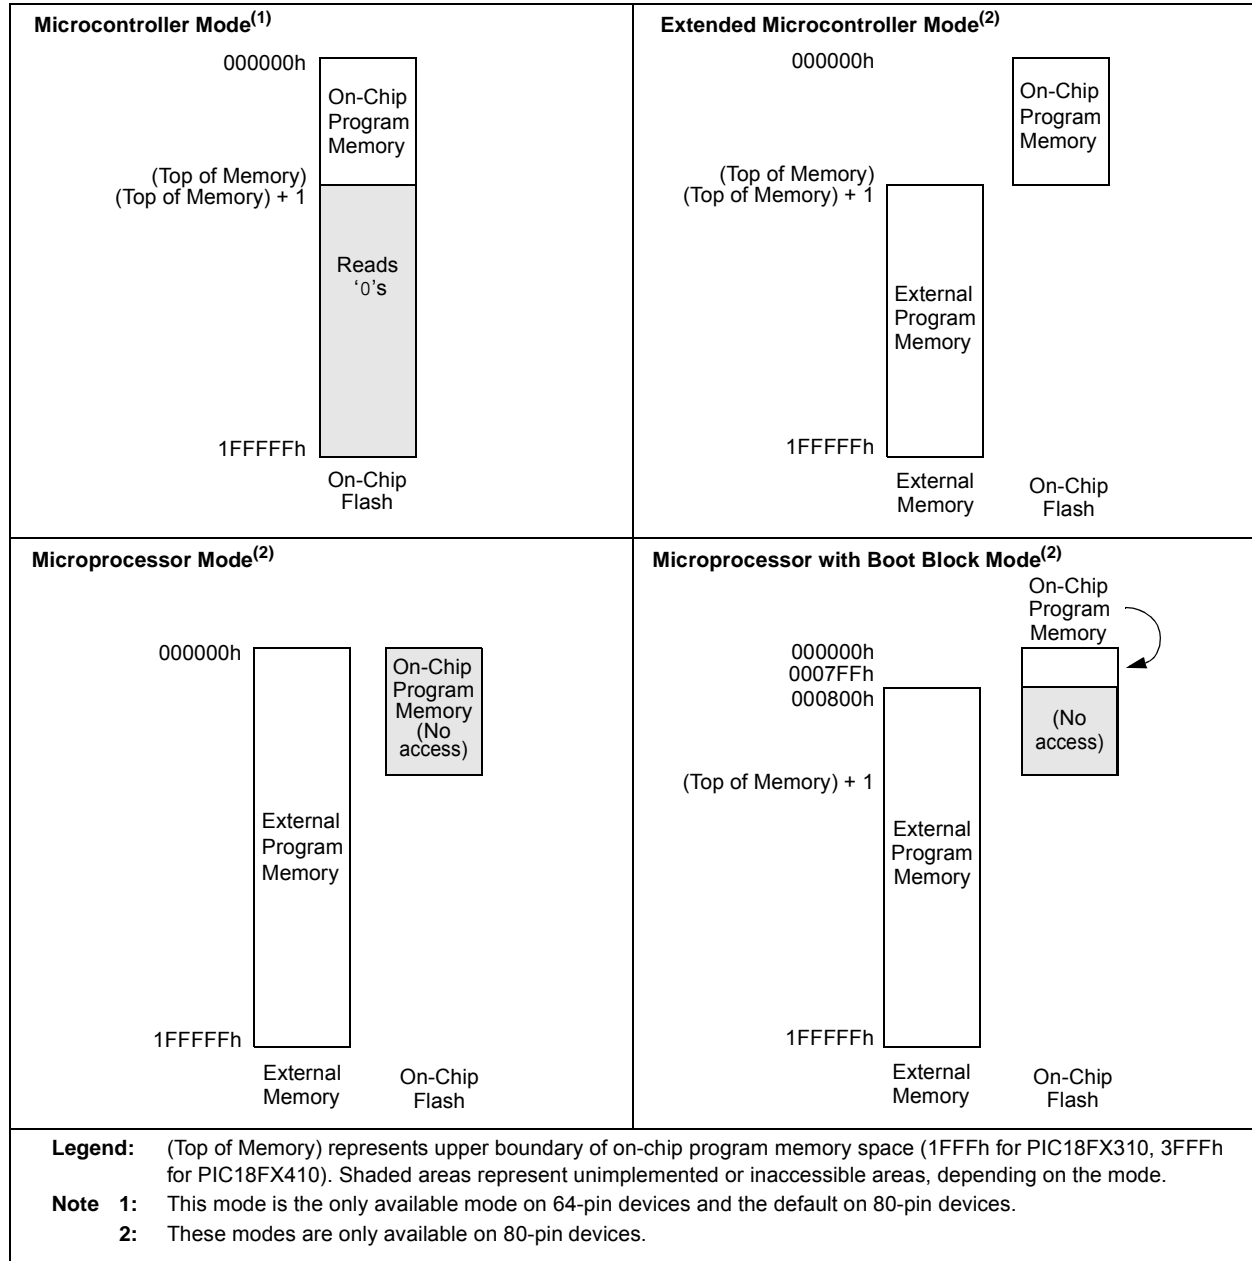 Microcontroller Mode(1)
000000h
On-Chip
Program
Memory
(Top of Memory)
(Top of Memory) + 1
Reads
‘0’s
1FFFFFh
On-Chip
Flash
Extended Microcontroller Mode(2)
000000h
On-Chip
Program
Memory
(Top of Memory)
(Top of Memory) + 1
External
Program
Memory
1FFFFFh
External
Memory
On-Chip
Flash
Microprocessor Mode(2)
000000h
On-Chip
Program
Memory
(No
access)
External
Program
Memory
1FFFFFh
External
Memory
On-Chip
Flash
Microprocessor with Boot Block Mode(2)
On-Chip
Program
Memory
000000h
0007FFh
000800h
(No
access)
(Top of Memory) + 1
External
Program
Memory
1FFFFFh
External
Memory
On-Chip
Flash
Legend: (Top of Memory) represents upper boundary of on-chip program memory space (1FFFh for PIC18FX310, 3FFFh
for PIC18FX410). Shaded areas represent unimplemented or inaccessible areas, depending on the mode.
Note 1: This mode is the only available mode on 64-pin devices and the default on 80-pin devices.
2: These modes are only available on 80-pin devices.